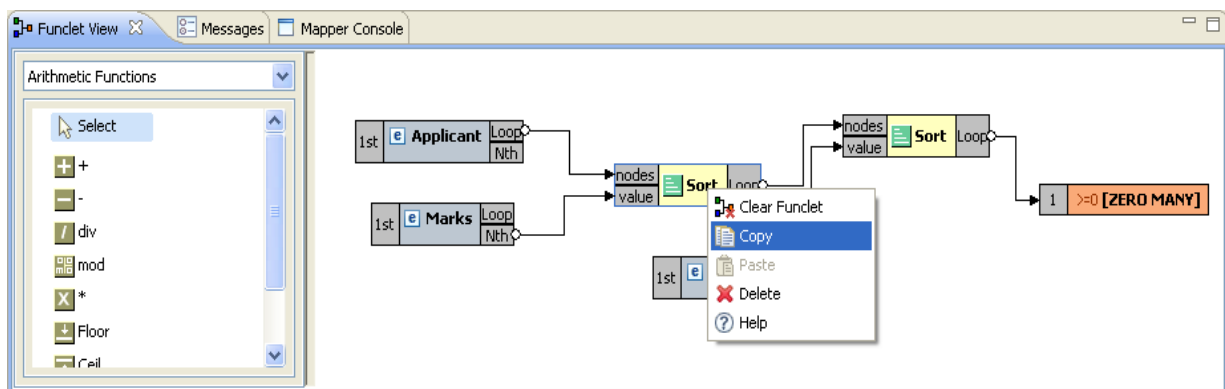 Funclet View
Messages
Mapper Console
Arithmetic Functions
Select
+
-
div
mod
*
Floor
Ceil
1st e Applicant Loop Nth
1st e Marks Loop Nth
nodes value Sort Loop
nodes value Sort Loop
1 >=0 [ZERO MANY]
1st e
Clear Funclet
Copy
Paste
Delete
Help